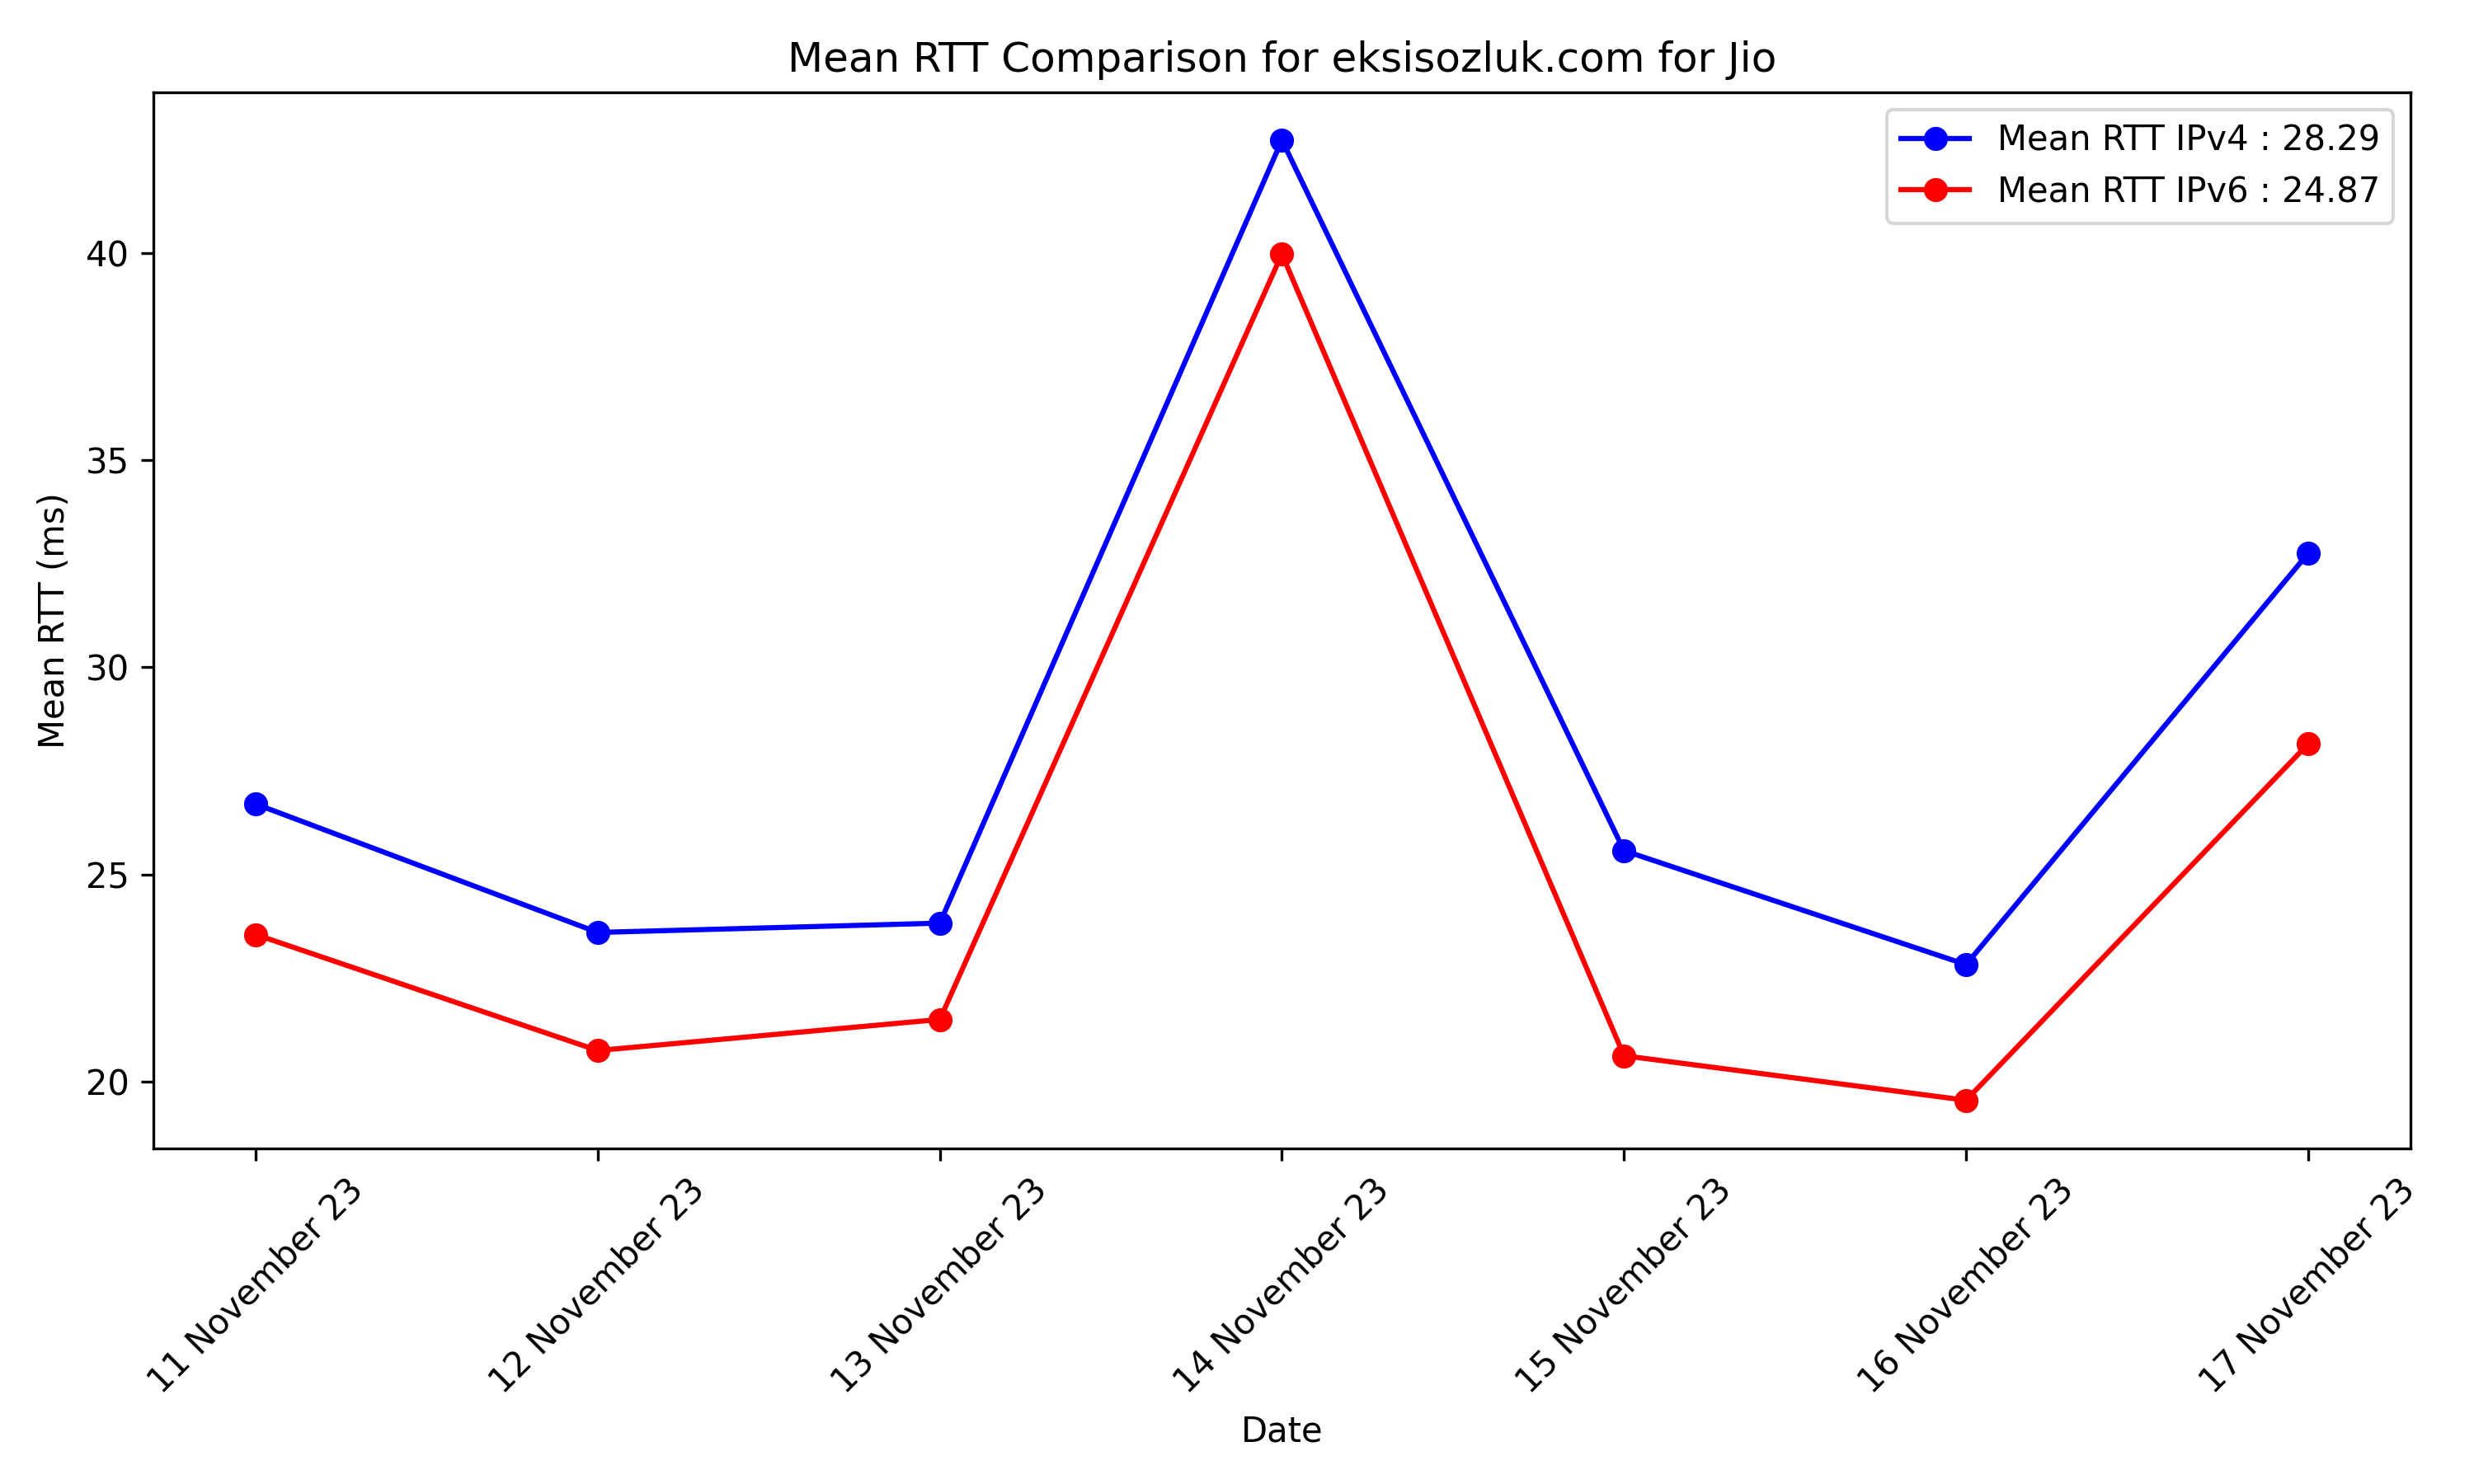 Mean RTT Comparison for eksisozluk.com for Jio
Mean RTT IPv4 : 28.29
Mean RTT IPv6 : 24.87
Mean RTT (ms)
40
35
30
25
20
11 November 23
12 November 23
13 November 23
14 November 23
15 November 23
16 November 23
17 November 23
Date